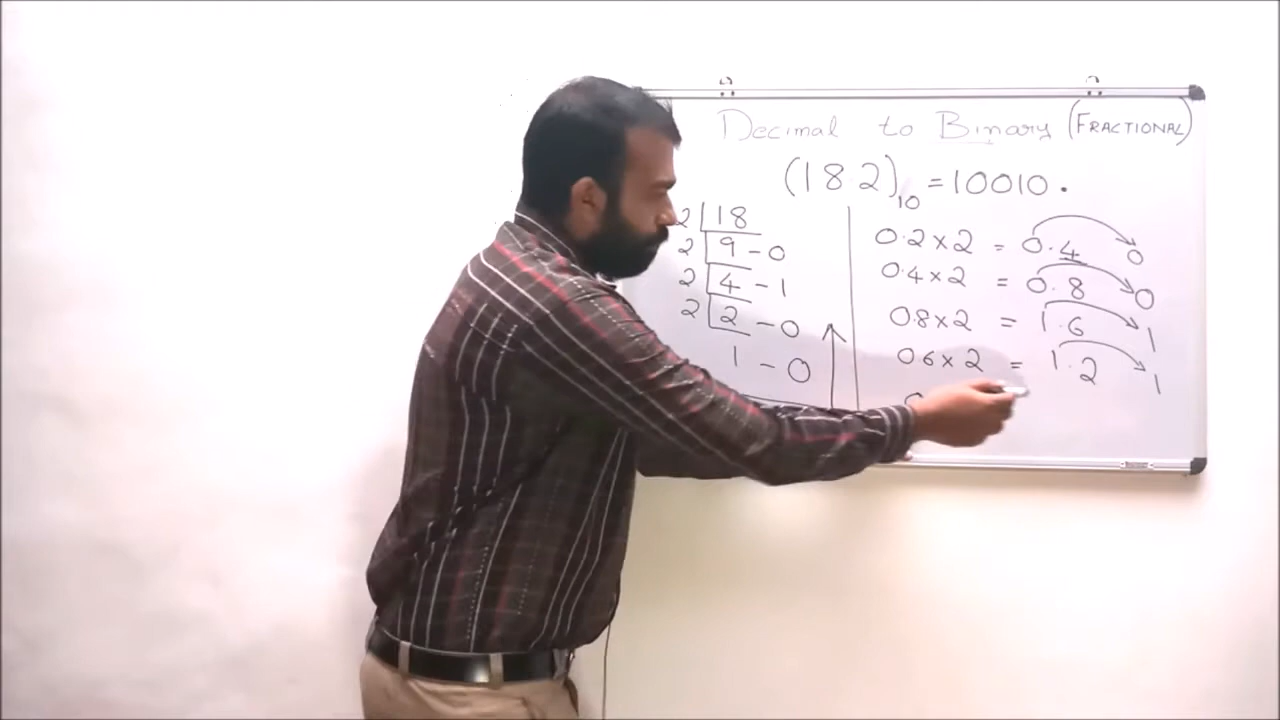 Decimal to Binary (FRACTIONAL)
(182)10 = 10010.
2 18
2 9 - 0
2 4 - 1
2 2 - 0
1 - 0
0.2 × 2 = 0.4 0
0.4 × 2 = 0.8 0
0.8 × 2 = 1.6 1
0.6 × 2 = 1.2 1